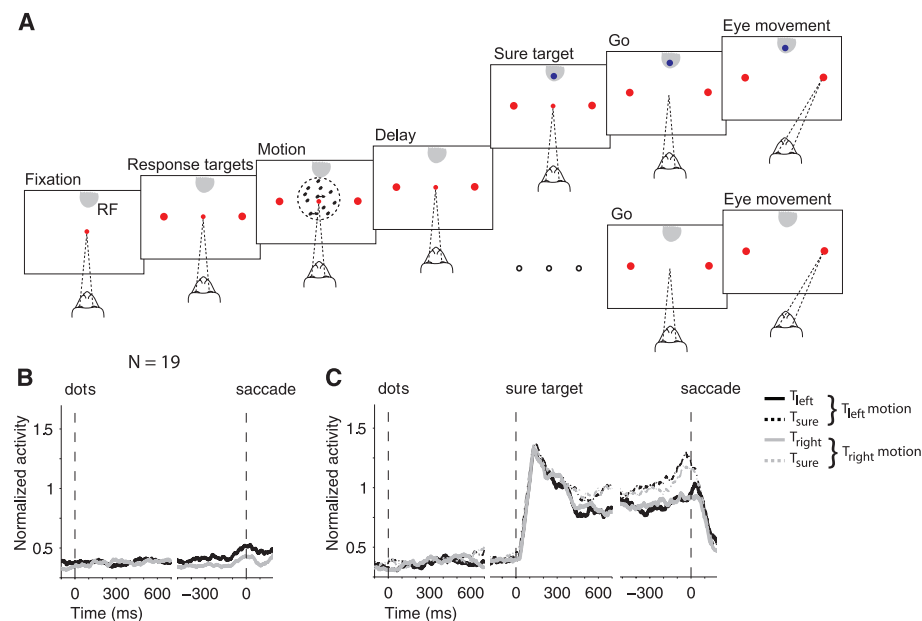 A
Eye movement
Go
Sure target
Delay
Motion
Response targets
Fixation
RF
Go
Eye movement
N = 19
B
dots
saccade
Normalized activity
1.5
1
0.5
0
300
600
−300
0
Time (ms)
C
dots
sure target
saccade
Normalized activity
1.5
1
0.5
0
300
600
0
300
600
−300
0
Time (ms)
Tleft
Tsure
} Tleft motion
Tright
Tsure
} Tright motion